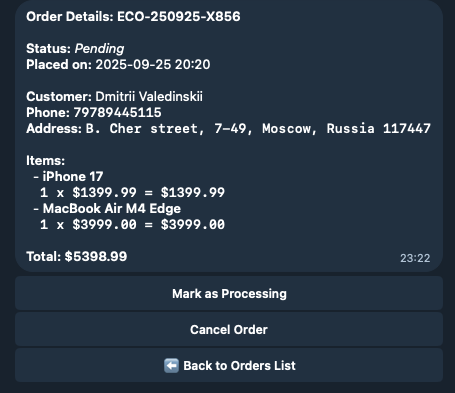 Order Details: ECO-250925-X856
Status: Pending
Placed on: 2025-09-25 20:20
Customer: Dmitrii Valedinskii
Phone: 79789445115
Address: B. Cher street, 7-49, Moscow, Russia 117447
Items:
- iPhone 17
1 x $1399.99 = $1399.99
- MacBook Air M4 Edge
1 x $3999.00 = $3999.00
Total: $5398.99
23:22
Mark as Processing
Cancel Order
⬅️ Back to Orders List